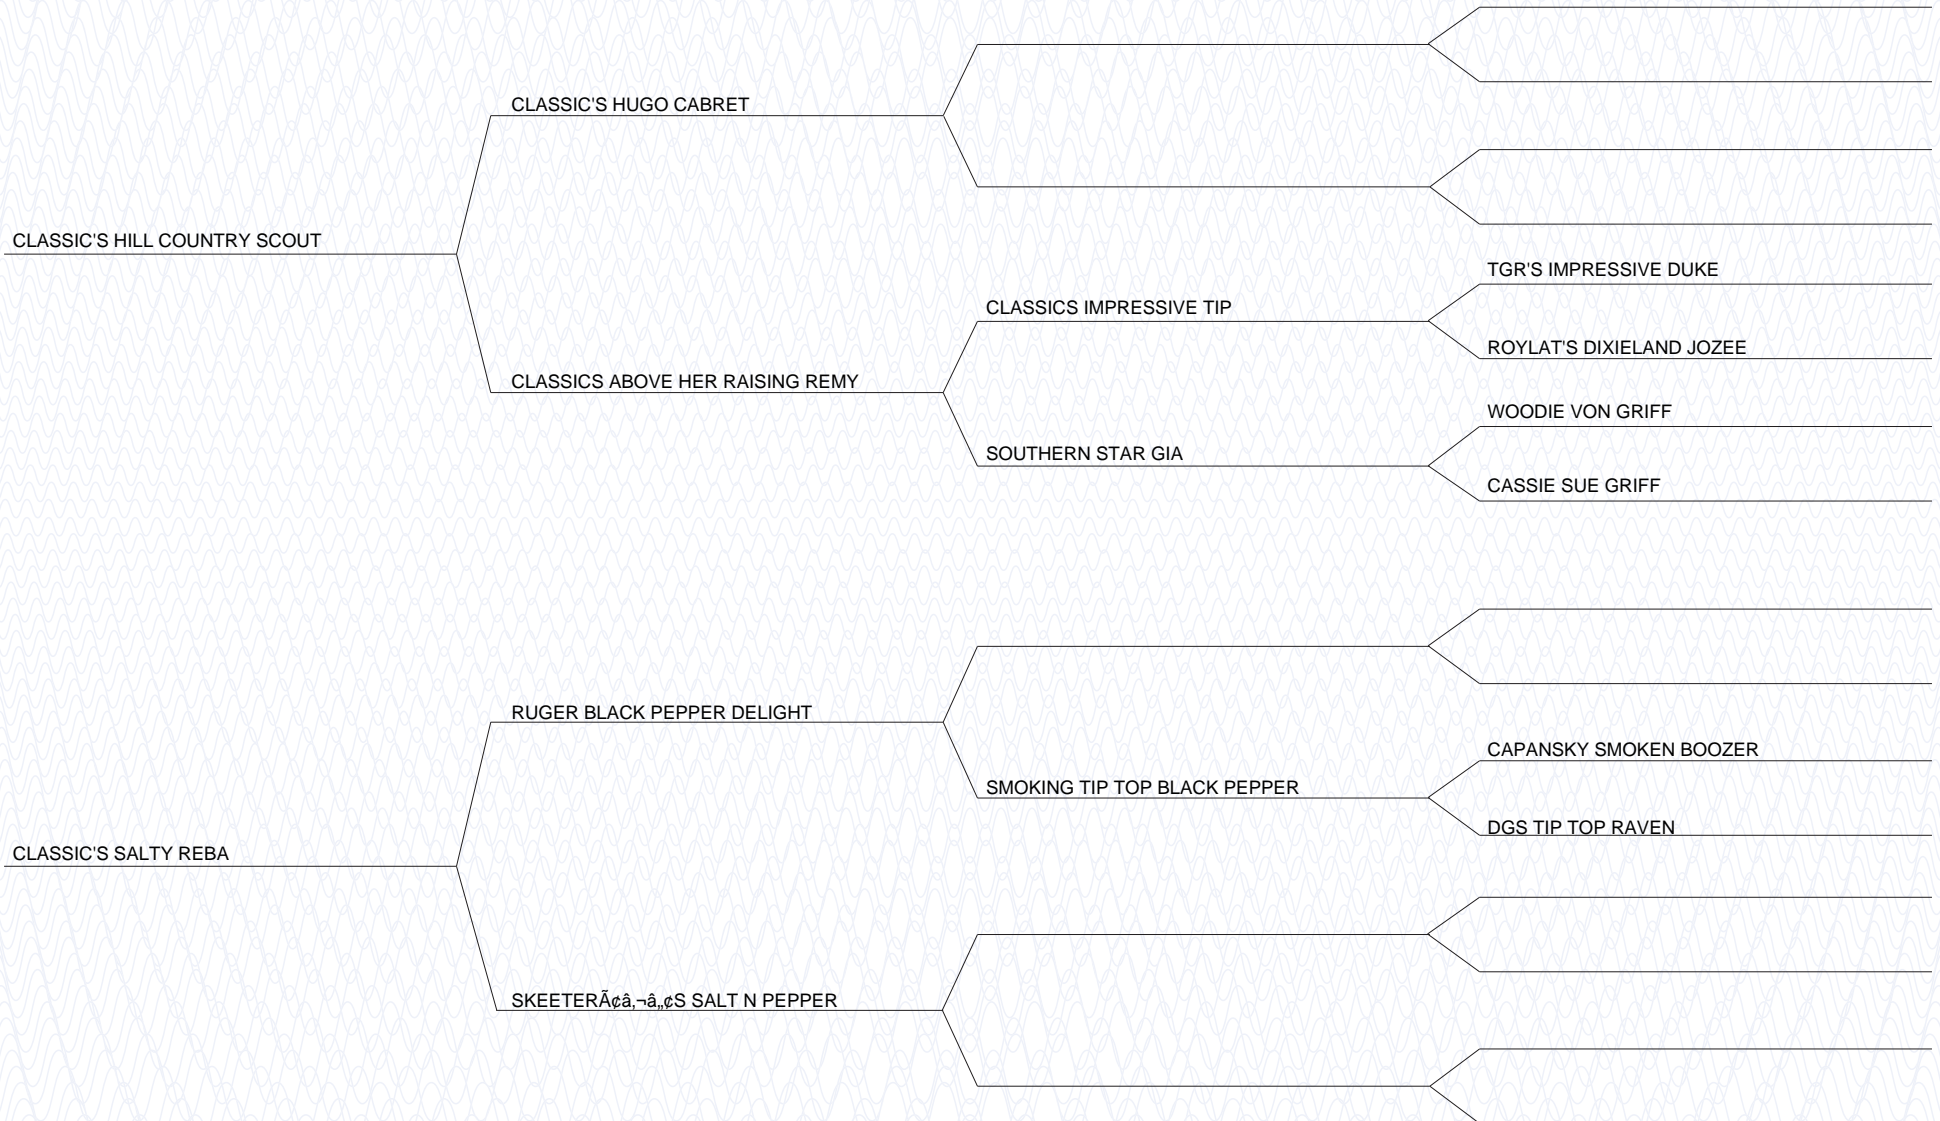 CLASSIC'S HUGO CABRET
CLASSIC'S HILL COUNTRY SCOUT
TGR'S IMPRESSIVE DUKE
CLASSICS IMPRESSIVE TIP
ROYLAT'S DIXIELAND JOZEE
CLASSICS ABOVE HER RAISING REMY
WOODIE VON GRIFF
SOUTHERN STAR GIA
CASSIE SUE GRIFF
RUGER BLACK PEPPER DELIGHT
CAPANSKY SMOKEN BOOZER
SMOKING TIP TOP BLACK PEPPER
DGS TIP TOP RAVEN
CLASSIC'S SALTY REBA
SKEETERÃ¢â‚¬â„¢S SALT N PEPPER